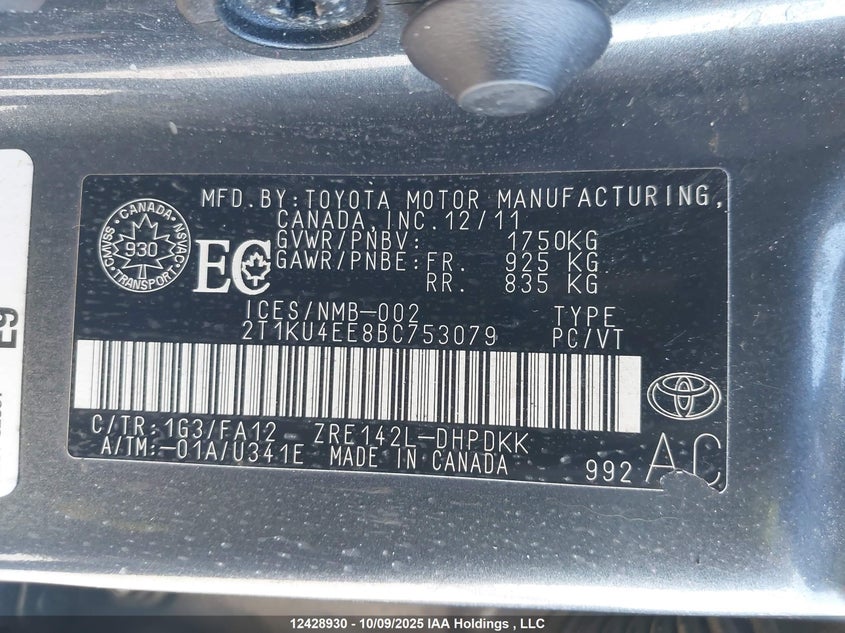 MFD.BY:TOYOTA MOTOR MANUFACTURING,
CANADA,INC.12/11
GVWR/PNBV: 1750KG
GAWR/PNBE:FR. 925 KG
RR. 835 KG
CANADA
CMVSS 930 NSVAC
TRANSPORT
EC
ICES/NMB-002 TYPE
2T1KU4EE8BC753079 PC/VT
C/TR:1G3/FA12 ZRE142L-DHPDKK
A/TM:-01A/U341E MADE IN CANADA
992 AC
12428930 - 10/09/2025 IAA Holdings , LLC